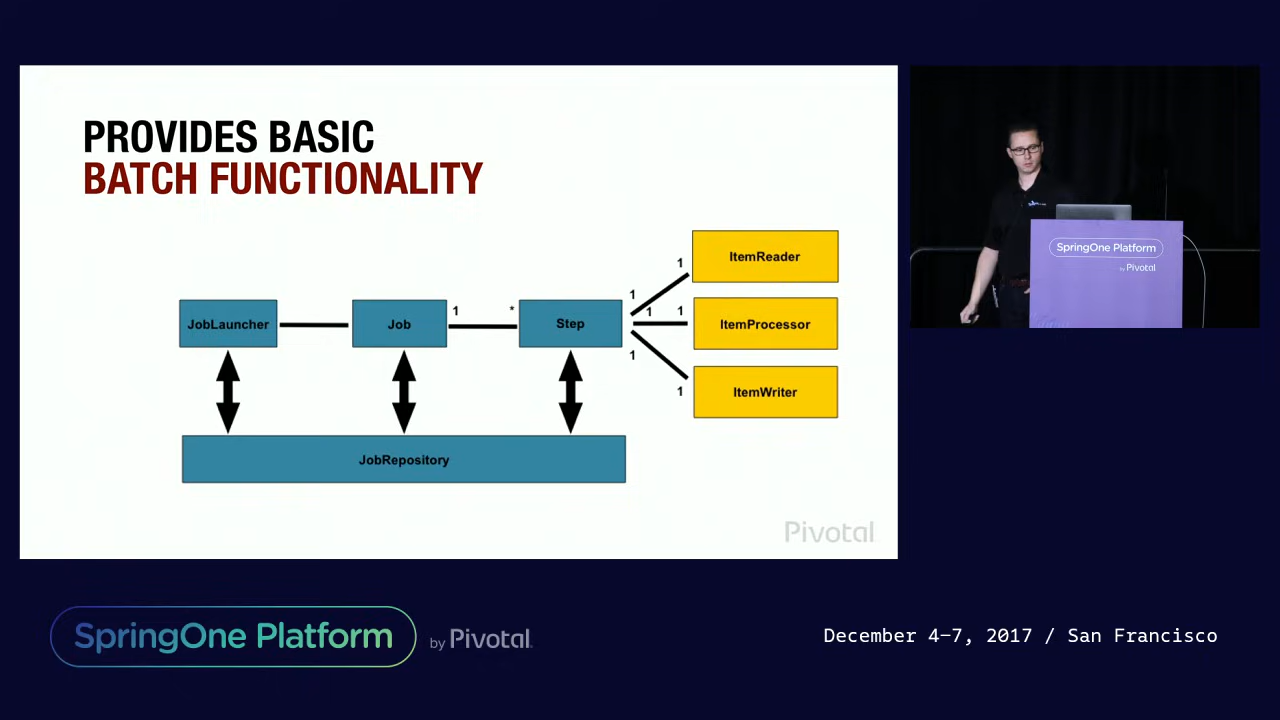 PROVIDES BASIC
BATCH FUNCTIONALITY
JobLauncher
Job
1
*
Step
1
1
1
1
1
1
ItemReader
ItemProcessor
ItemWriter
JobRepository
Pivotal
SpringOne Platform
by Pivotal
SpringOne Platform
by Pivotal.
December 4–7, 2017 / San Francisco